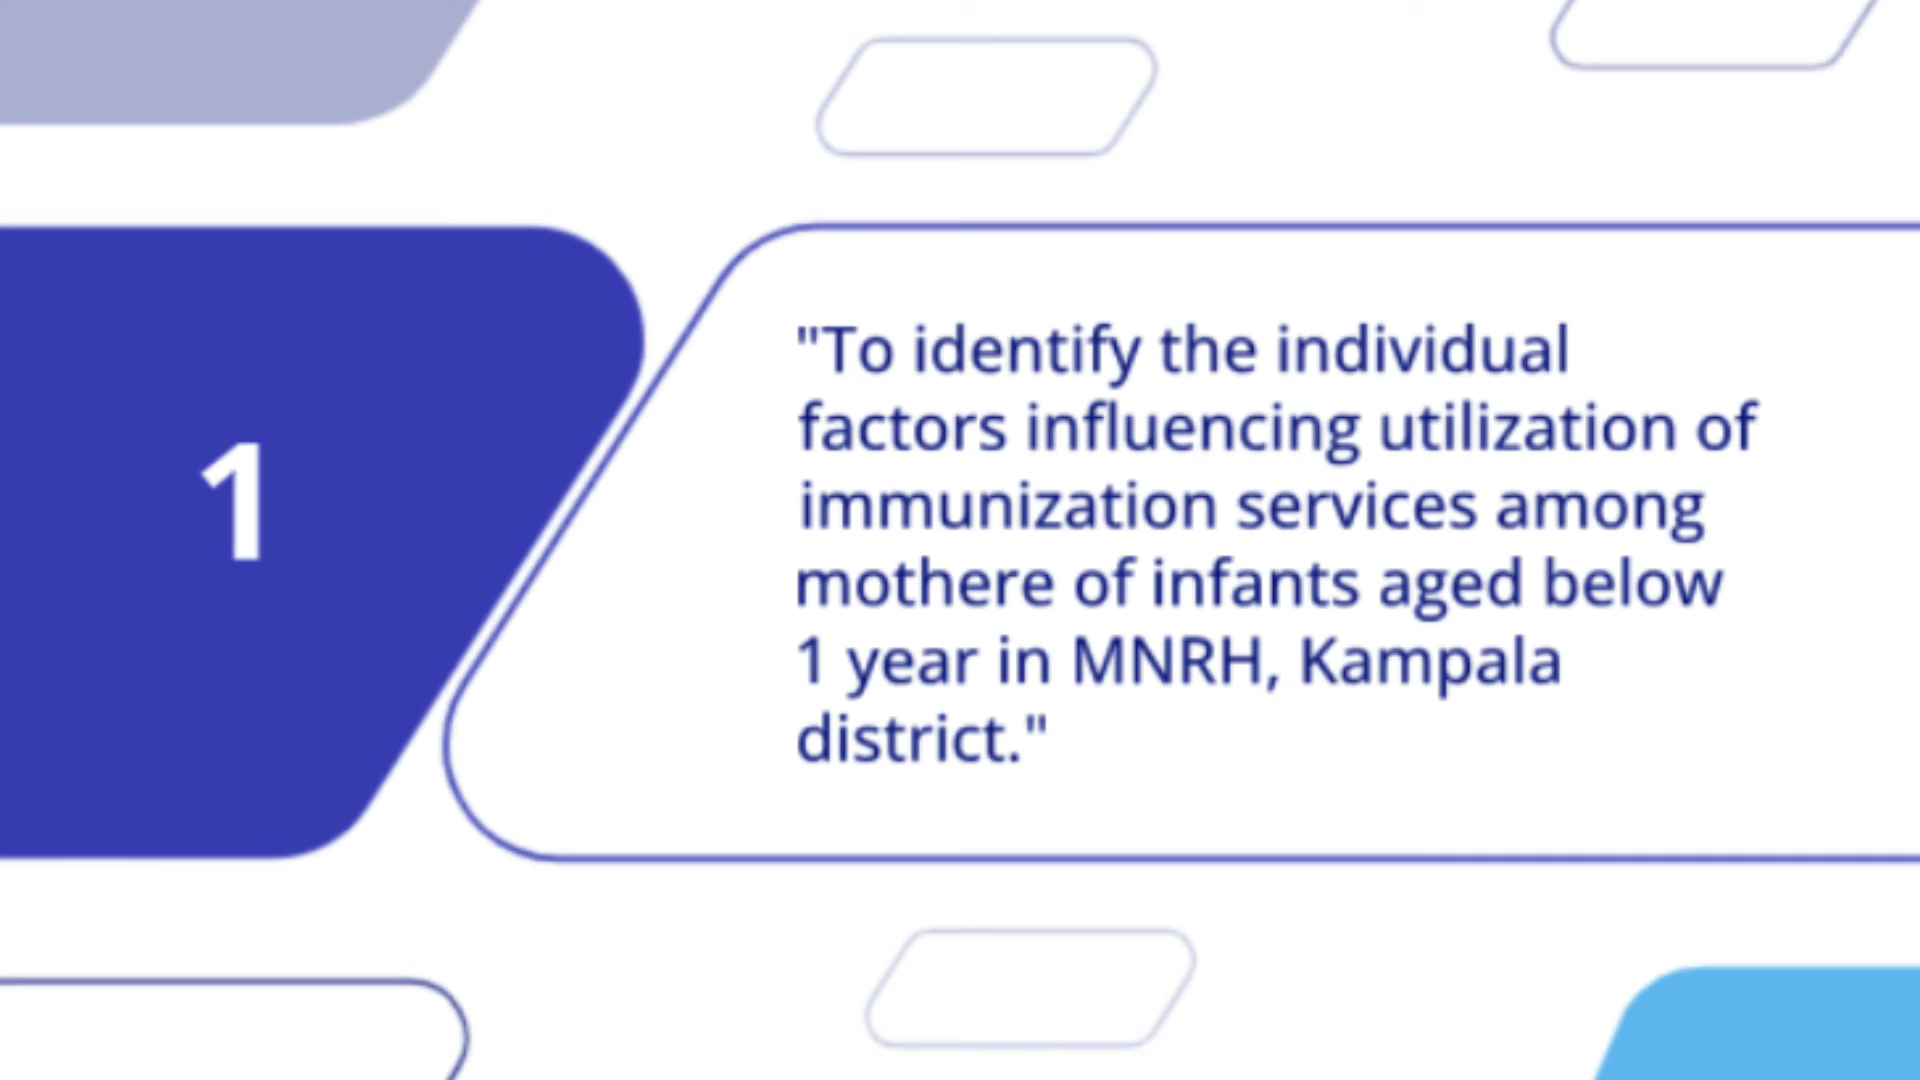 1
"To identify the individual
factors influencing utilization of
immunization services among
mothere of infants aged below
1 year in MNRH, Kampala
district."